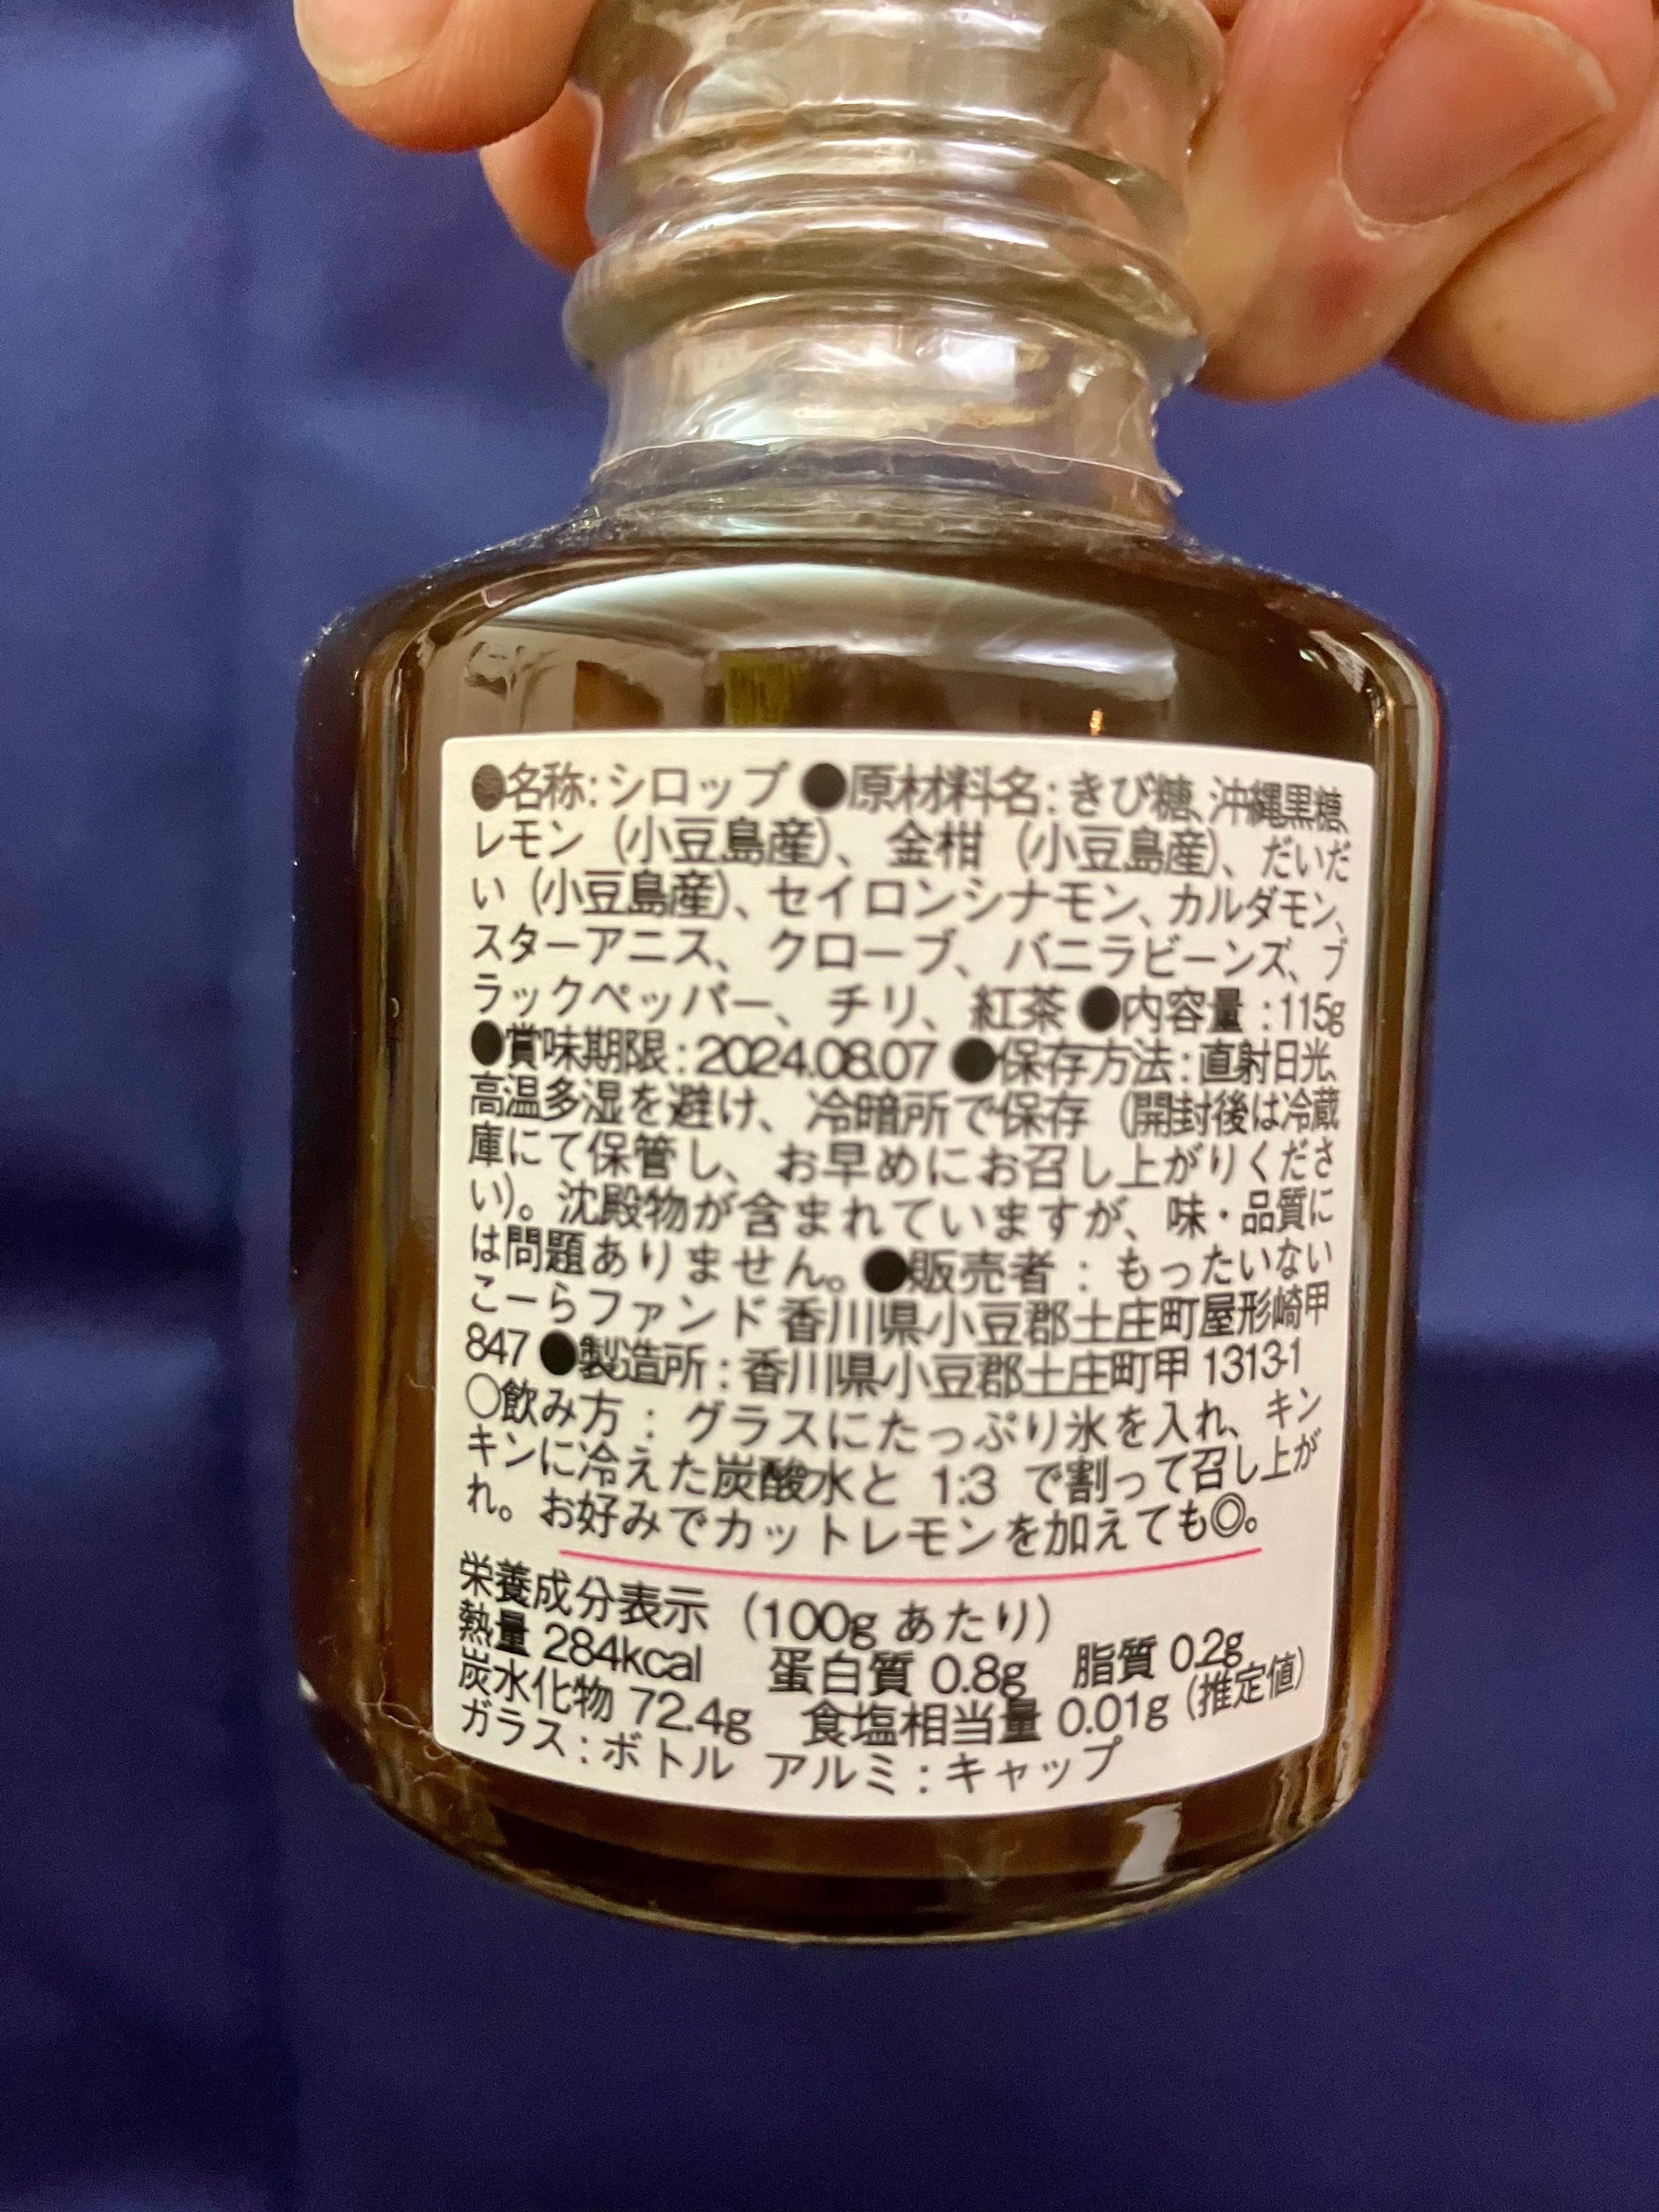 ●名称:シロップ ●原材料名:きび糖、沖縄黒糖、
レモン（小豆島産）、金柑（小豆島産）、だいだ
い（小豆島産）、セイロンシナモン、カルダモン、
スターアニス、クローブ、バニラビーンズ、ブ
ラックペッパー、チリ、紅茶 ●内容量:115g
●賞味期限:2024.08.07 ●保存方法:直射日光、
高温多湿を避け、冷暗所で保存（開封後は冷蔵
庫にて保管し、お早めにお召し上がりくださ
い）。沈殿物が含まれていますが、味・品質に
は問題ありません。●販売者:もったいない
こーらファンド 香川県小豆郡土庄町屋形崎甲
847 ●製造所:香川県小豆郡土庄町甲 1313-1
○飲み方:グラスにたっぷり氷を入れ、キン
キンに冷えた炭酸水と 1:3 で割って召し上が
れ。お好みでカットレモンを加えても◎。
栄養成分表示（100g あたり）
熱量 284kcal 蛋白質 0.8g 脂質 0.2g
炭水化物 72.4g 食塩相当量 0.01g（推定値）
ガラス:ボトル アルミ:キャップ